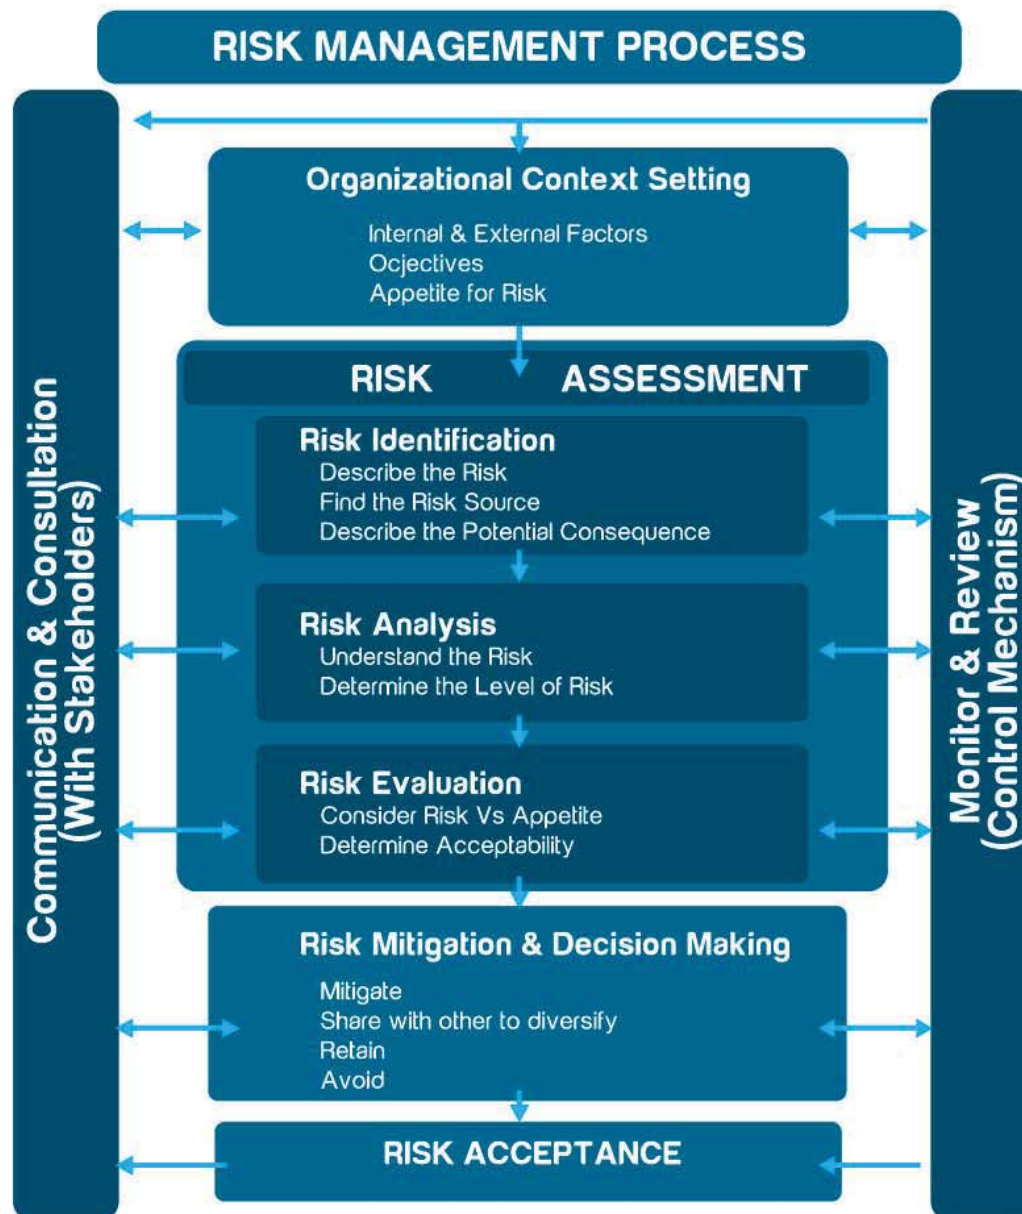 RISK MANAGEMENT PROCESS
Communication & Consultation
(With Stakeholders)
Organizational Context Setting
Internal & External Factors
Ocjectives
Appetite for Risk
RISK ASSESSMENT
Risk Identification
Describe the Risk
Find the Risk Source
Describe the Potential Consequence
Risk Analysis
Understand the Risk
Determine the Level of Risk
Risk Evaluation
Consider Risk Vs Appetite
Determine Acceptability
Risk Mitigation & Decision Making
Mitigate
Share with other to diversify
Retain
Avoid
RISK ACCEPTANCE
Monitor & Review
(Control Mechanism)